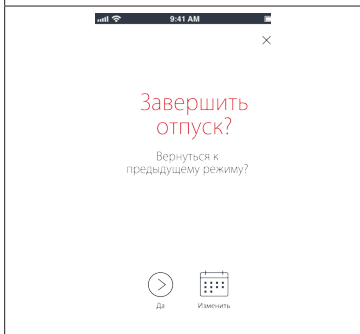 9:41 AM
Завершить
отпуск?
Вернуться к
предыдущему режиму?
Да
Изменить